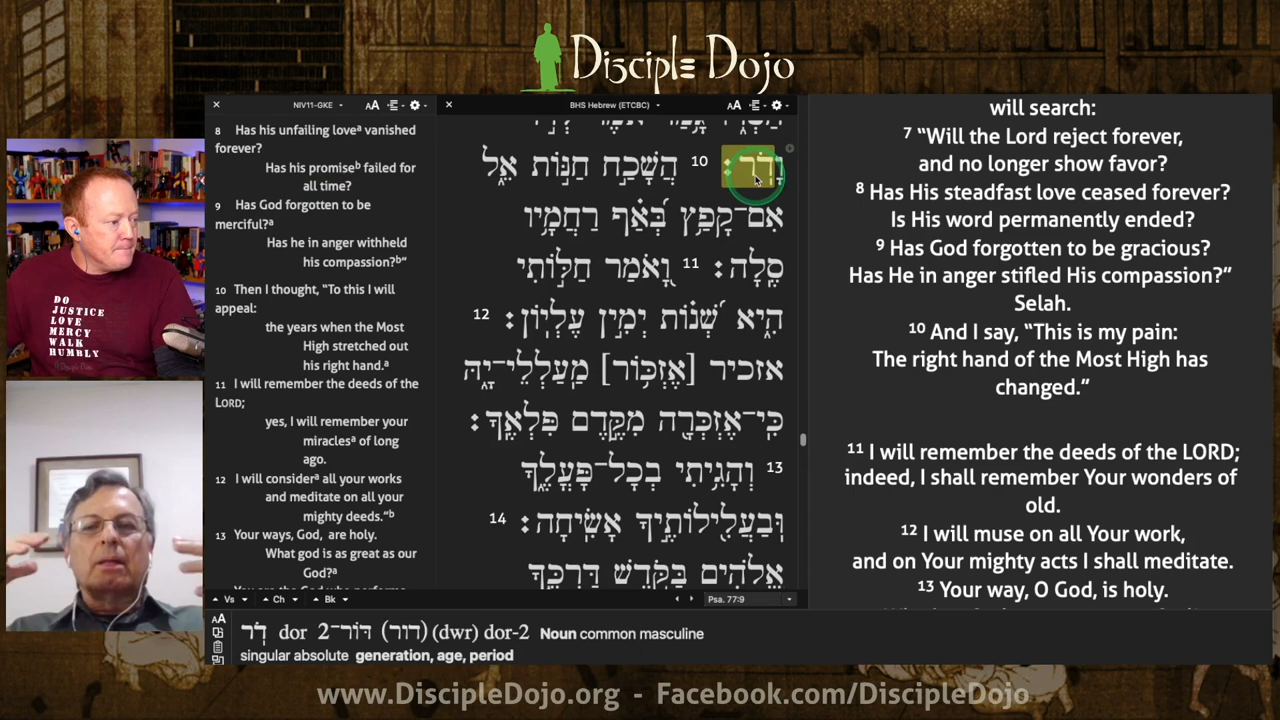 Disciple Dojo
NIV11-GKE
8 Has his unfailing loveᵃ vanished
forever?
Has his promiseᵇ failed for
all time?
9 Has God forgotten to be
merciful?ᵃ
Has he in anger withheld
his compassion?ᵇ”
10 Then I thought, “To this I will
appeal:
the years when the Most
High stretched out
his right hand.ᵃ
11 I will remember the deeds of the
LORD;
yes, I will remember your
miraclesᵃ of long
ago.
12 I will considerᵃ all your works
and meditate on all your
mighty deeds.”ᵇ
13 Your ways, God, are holy.
What god is as great as our
God?ᵃ
Vs Ch Bk
BHS Hebrew (ETCBC)
וָדֹֽר׃ 10 הֲשָׁכַ֣ח חַנּ֣וֹת אֵ֑ל
אִם־קָפַ֥ץ בְּ֝אַ֗ף רַחֲמָ֥יו
סֶֽלָה׃ 11 וָ֭אֹמַר חַלּ֣וֹתִי
הִ֑יא שְׁ֝נ֗וֹת יְמִ֣ין עֶלְיֽוֹן׃ 12
אזכיר [אֶזְכּ֥וֹר] מַֽעַלְלֵי־יָ֑הּ
כִּֽי־אֶזְכְּרָ֖ה מִקֶּ֣דֶם פִּלְאֶֽךָ׃
13 וְהָגִ֥יתִי בְכָל־פָּעֳלֶ֑ךָ
וּֽבַעֲלִ֖ילוֹתֶ֣יךָ אָשִֽׂיחָה׃ 14
אֱ֭לֹהִים בַּקֹּ֣דֶשׁ דַּרְכֶּ֑ךָ
Psa. 77:9
will search:
7 “Will the Lord reject forever,
and no longer show favor?
8 Has His steadfast love ceased forever?
Is His word permanently ended?
9 Has God forgotten to be gracious?
Has He in anger stifled His compassion?”
Selah.
10 And I say, “This is my pain:
The right hand of the Most High has
changed.”
11 I will remember the deeds of the LORD;
indeed, I shall remember Your wonders of
old.
12 I will muse on all Your work,
and on Your mighty acts I shall meditate.
13 Your way, O God, is holy.
DO
JUSTICE
LOVE
MERCY
WALK
HUMBLY
דֹֽר dor דּוֹר־2 (דור) (dwr) dor-2 Noun common masculine
singular absolute generation, age, period
www.DiscipleDojo.org - Facebook.com/DiscipleDojo